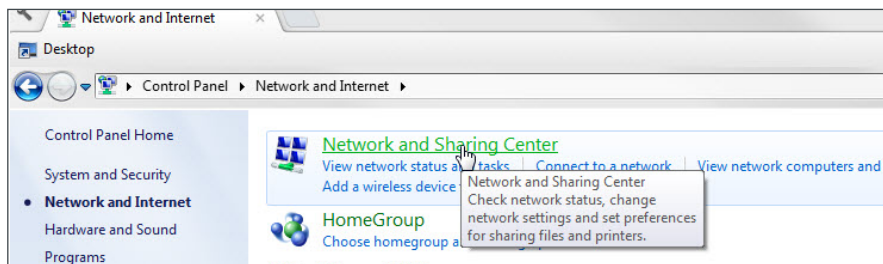 Network and Internet
Desktop
Control Panel Network and Internet
Control Panel Home
System and Security
Network and Internet
Hardware and Sound
Programs
Network and Sharing Center
View network status and tasks Connect to a network View network computers and
Add a wireless device
Network and Sharing Center
Check network status, change
network settings and set preferences
for sharing files and printers.
HomeGroup
Choose homegroup